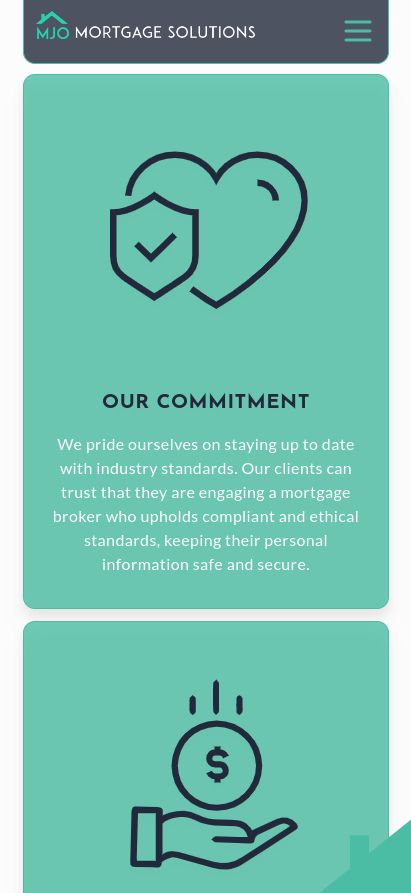 MJO MORTGAGE SOLUTIONS
OUR COMMITMENT
We pride ourselves on staying up to date
with industry standards. Our clients can
trust that they are engaging a mortgage
broker who upholds compliant and ethical
standards, keeping their personal
information safe and secure.
$